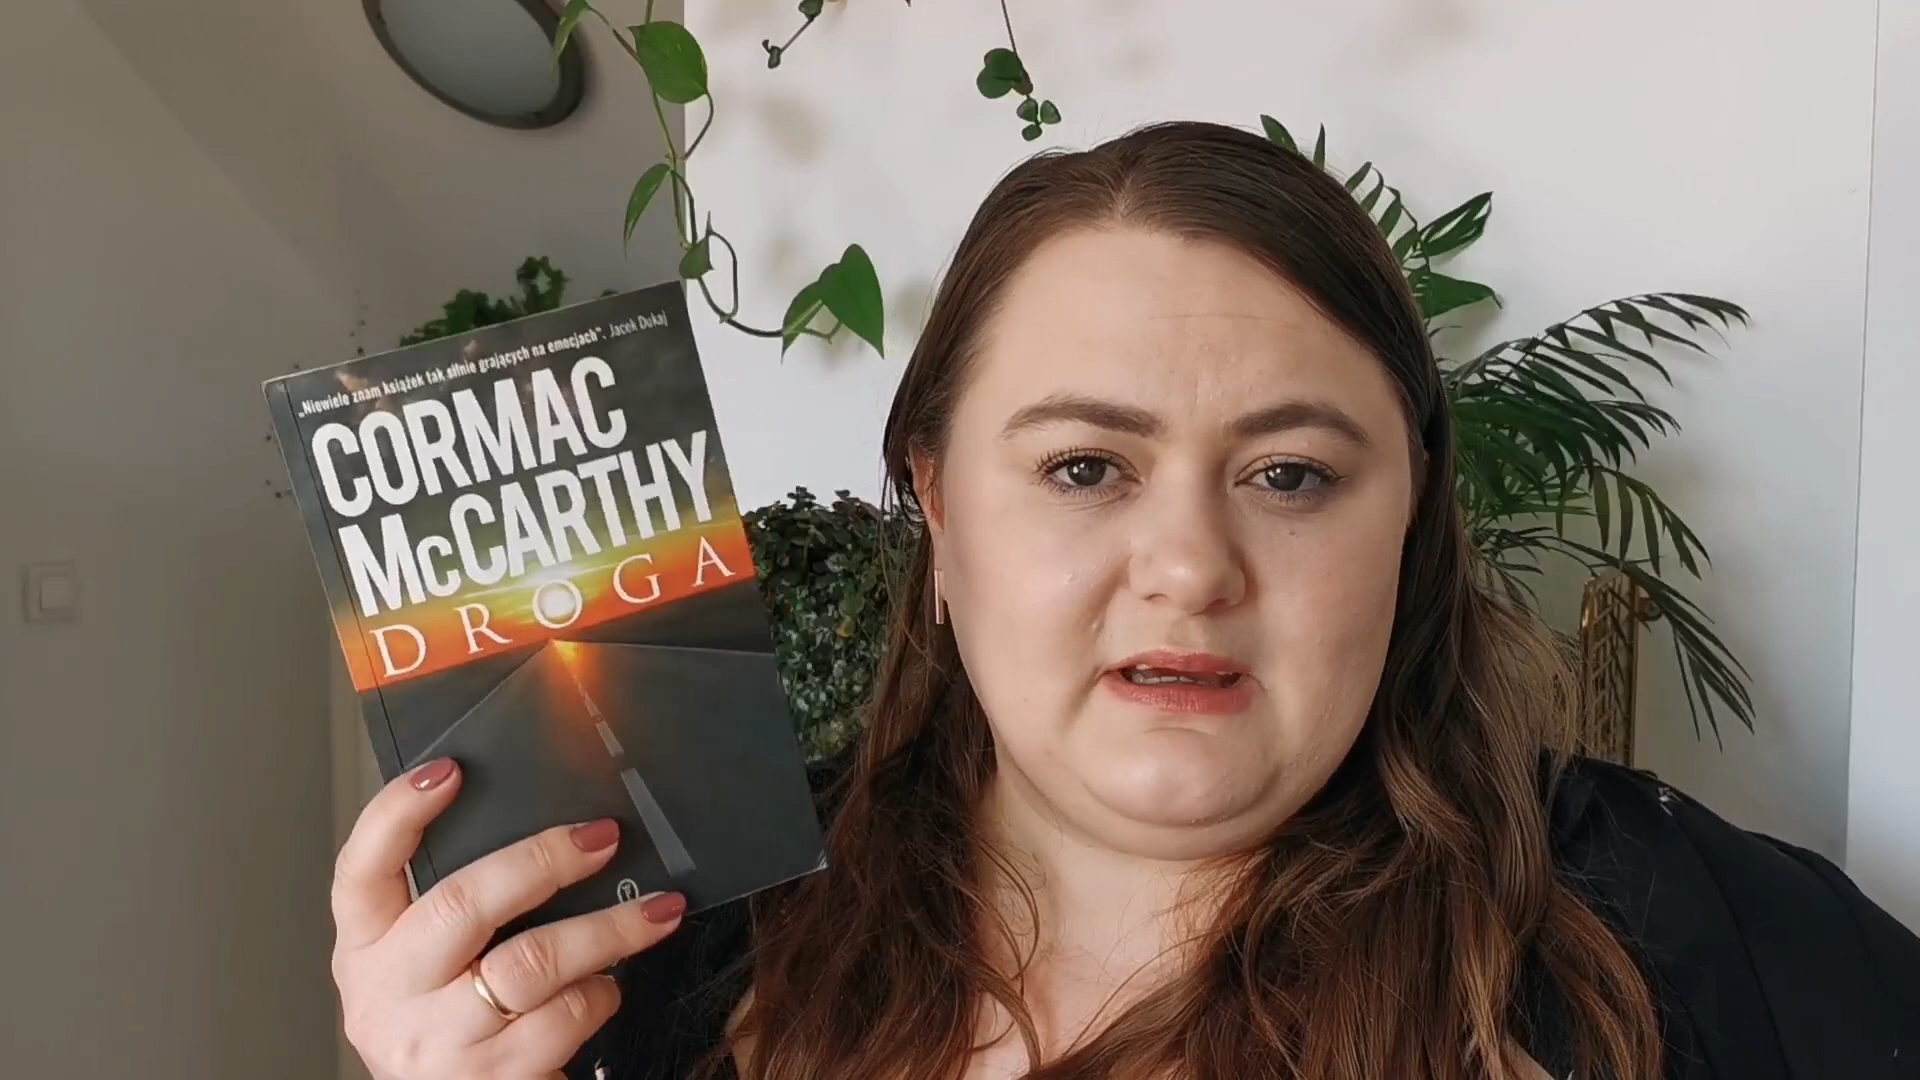 „Niewiele znam książek tak silnie grających na emocjach". Jacek Dukaj
CORMAC
McCARTHY
DROGA